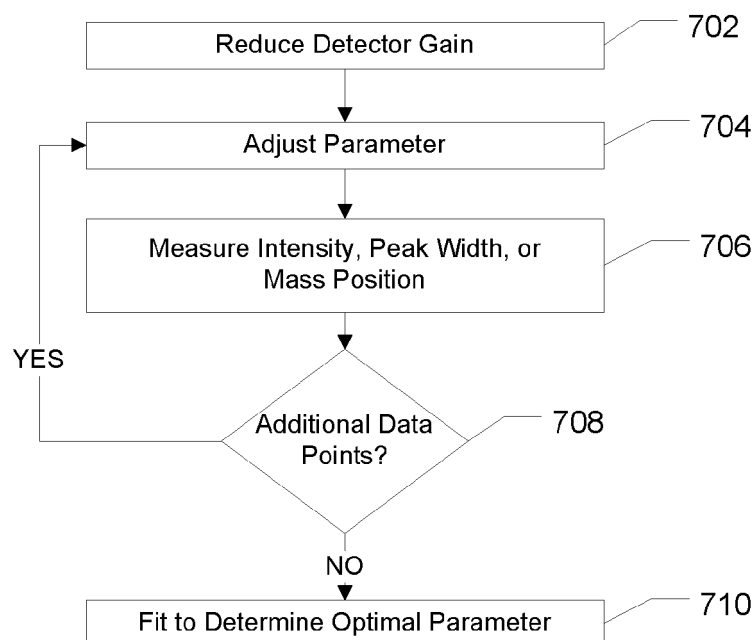 Reduce Detector Gain
702
Adjust Parameter
704
Measure Intensity, Peak Width, or
Mass Position
706
YES
Additional Data
Points?
708
NO
Fit to Determine Optimal Parameter
710